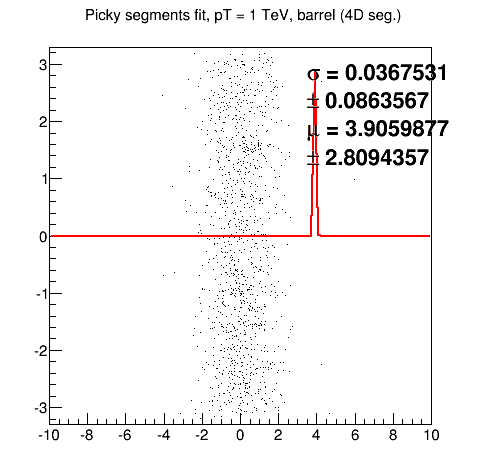 Picky segments fit, pT = 1 TeV, barrel (4D seg.)
σ = 0.0367531
± 0.0863567
μ = 3.9059877
± 2.8094357
3
2
1
0
-1
-2
-3
-10 -8 -6 -4 -2 0 2 4 6 8 10